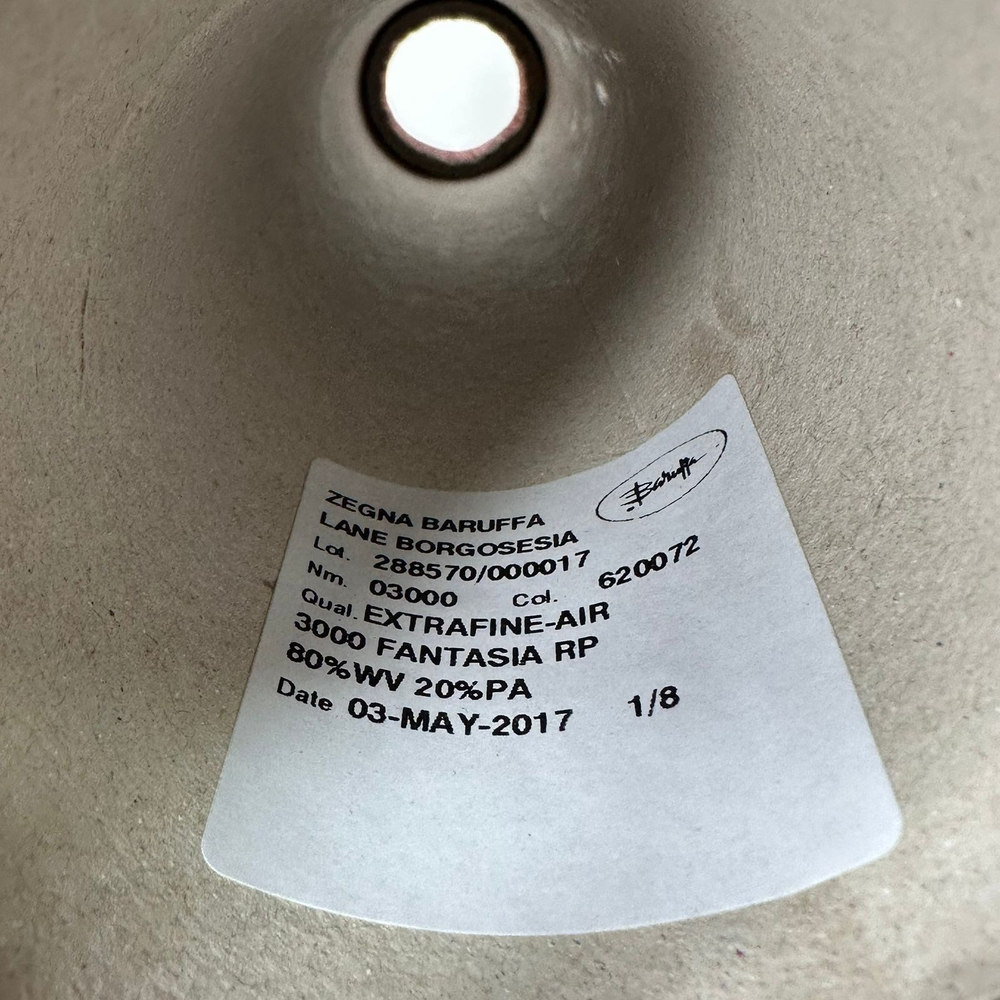 Baruffa
ZEGNA BARUFFA
LANE BORGOSESIA
Lot. 288570/000017
Nm. 03000 Col. 620072
Qual. EXTRAFINE-AIR
3000 FANTASIA RP
80%WV 20%PA
Date 03-MAY-2017 1/8